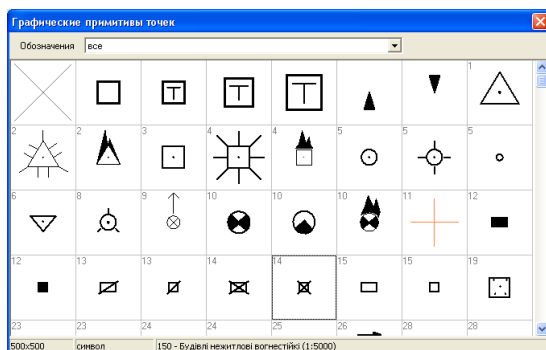 Графические примитивы точек
Обозначения все
T T T 1
2 2 3 4 4 5 5 5
6 8 9 10 10 10 11 12
12 13 13 14 14 15 15 19
23 23 24 24 25 26 28 28
500x500 символ 150 - Будівлі нежитлові вогнестійкі (1:5000)